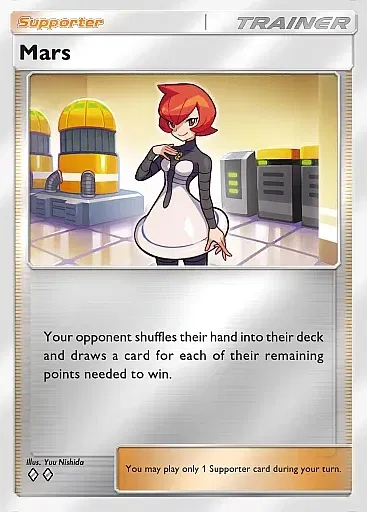 Supporter
TRAINER
Mars
Your opponent shuffles their hand into their deck
and draws a card for each of their remaining
points needed to win.
Illus. Yuu Nishida
You may play only 1 Supporter card during your turn.